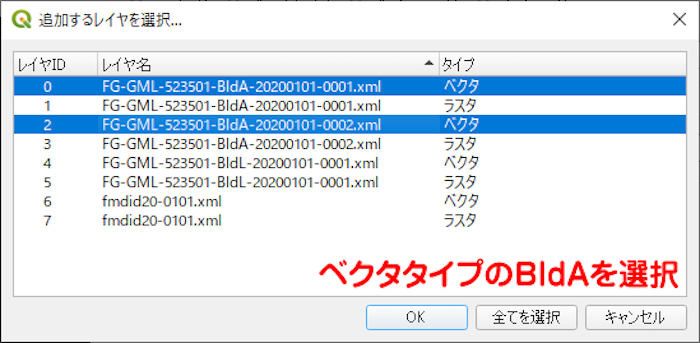 追加するレイヤを選択...
レイヤID レイヤ名 タイプ
0 FG-GML-523501-BldA-20200101-0001.xml ベクタ
1 FG-GML-523501-BldA-20200101-0001.xml ラスタ
2 FG-GML-523501-BldA-20200101-0002.xml ベクタ
3 FG-GML-523501-BldA-20200101-0002.xml ラスタ
4 FG-GML-523501-BldL-20200101-0001.xml ベクタ
5 FG-GML-523501-BldL-20200101-0001.xml ラスタ
6 fmdid20-0101.xml ベクタ
7 fmdid20-0101.xml ラスタ
ベクタタイプのBldAを選択
OK 全てを選択 キャンセル